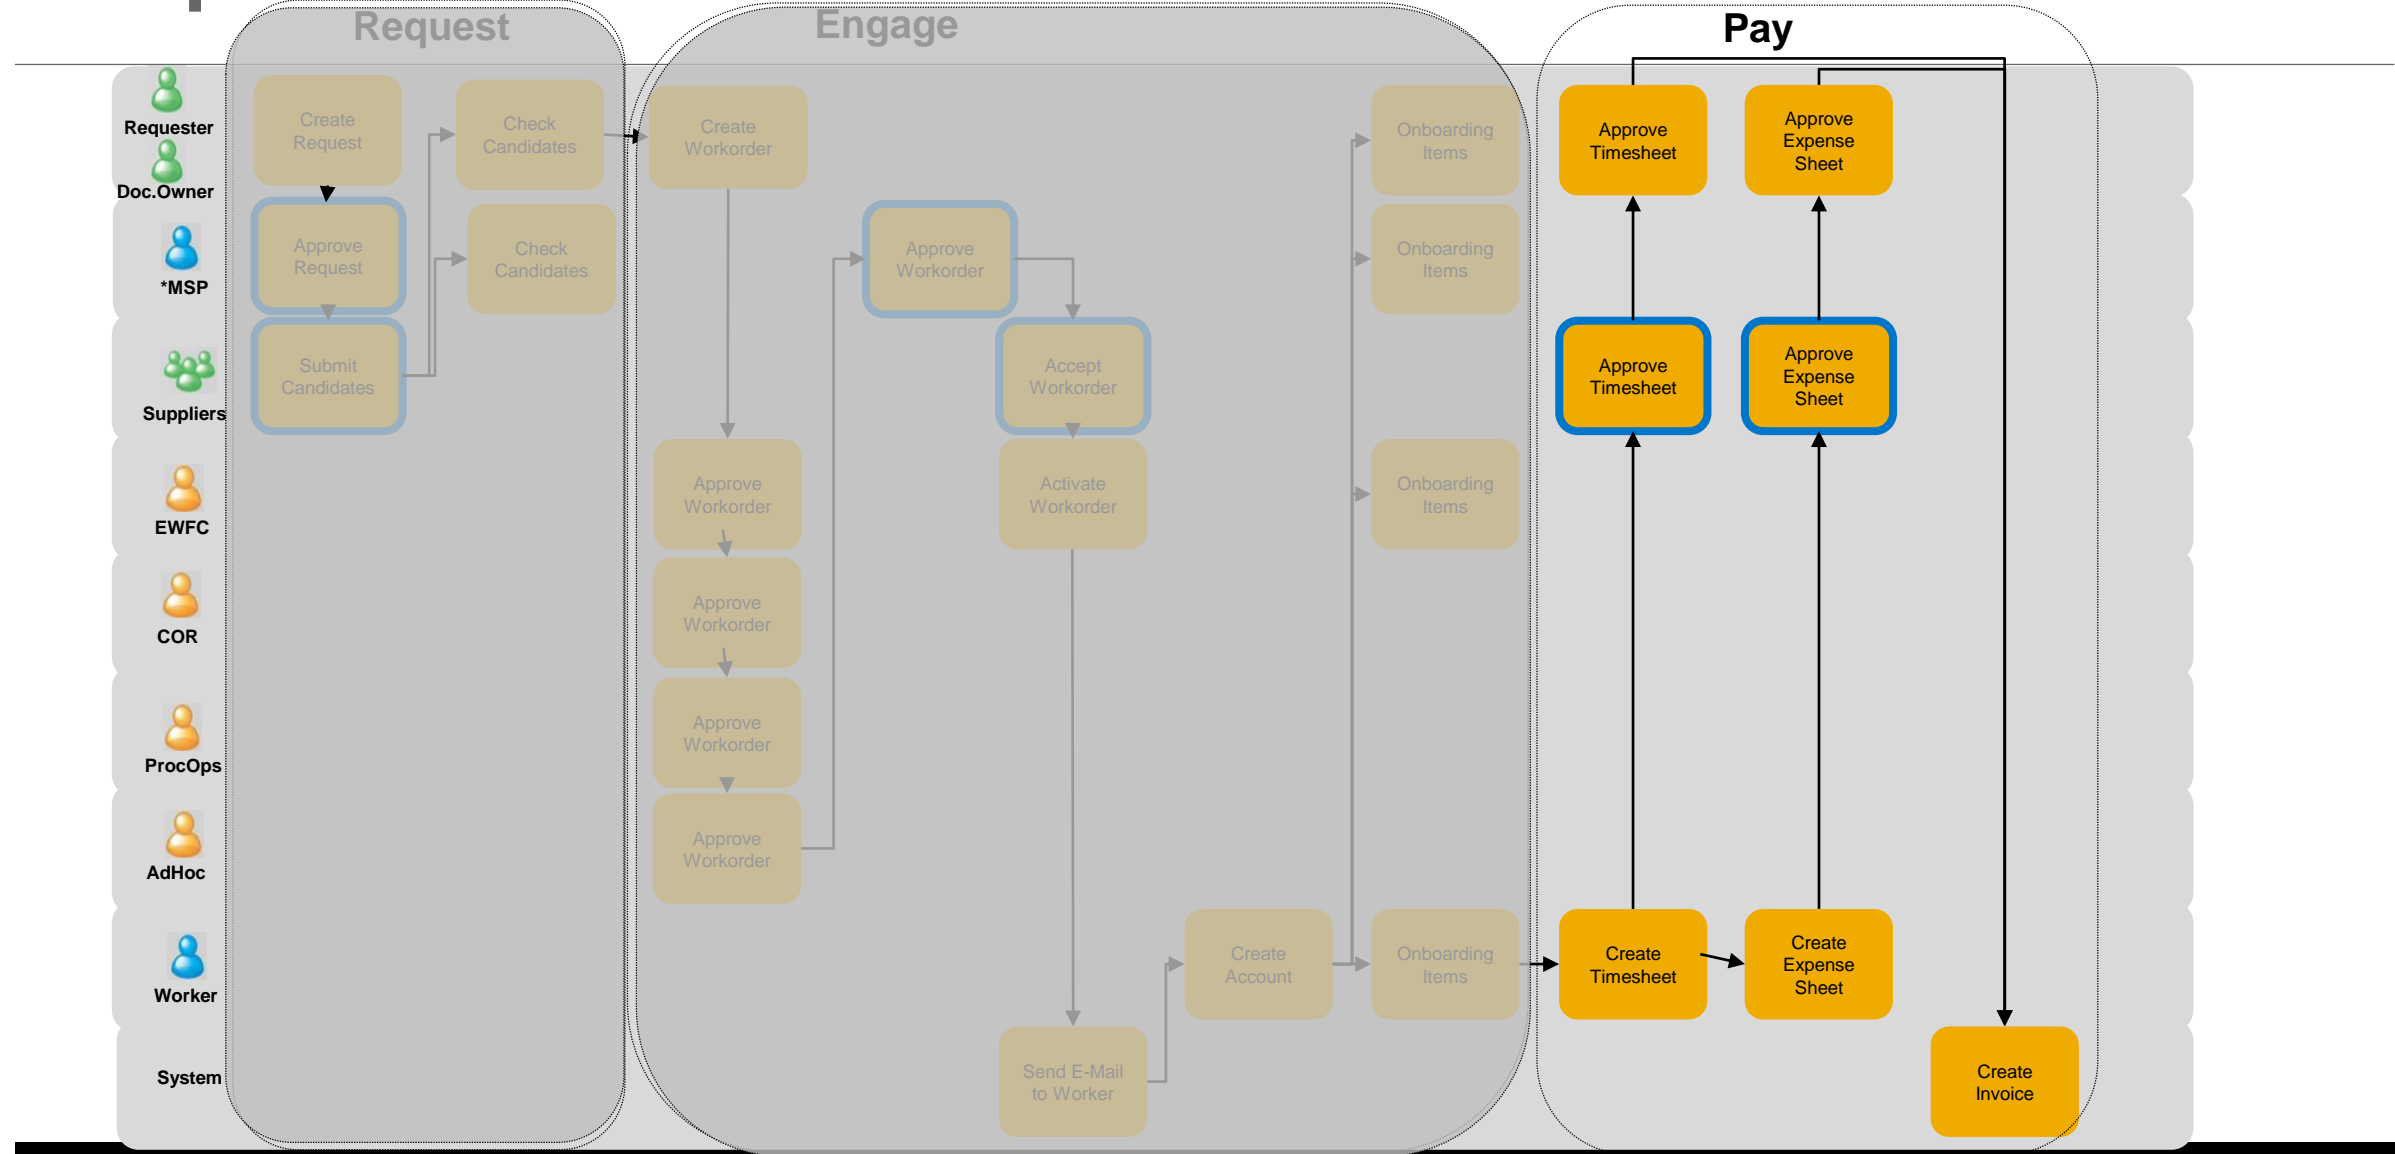 Request
Engage
Pay
Requester
Doc.Owner
Create
Request
Check
Candidates
Create
Workorder
Onboarding
Items
Approve
Timesheet
Approve
Expense
Sheet
*MSP
Approve
Request
Check
Candidates
Approve
Workorder
Onboarding
Items
Suppliers
Submit
Candidates
Accept
Workorder
Approve
Timesheet
Approve
Expense
Sheet
EWFC
Approve
Workorder
Activate
Workorder
Onboarding
Items
COR
Approve
Workorder
ProcOps
Approve
Workorder
AdHoc
Approve
Workorder
Worker
Create
Account
Onboarding
Items
Create
Timesheet
Create
Expense
Sheet
System
Send E-Mail
to Worker
Create
Invoice